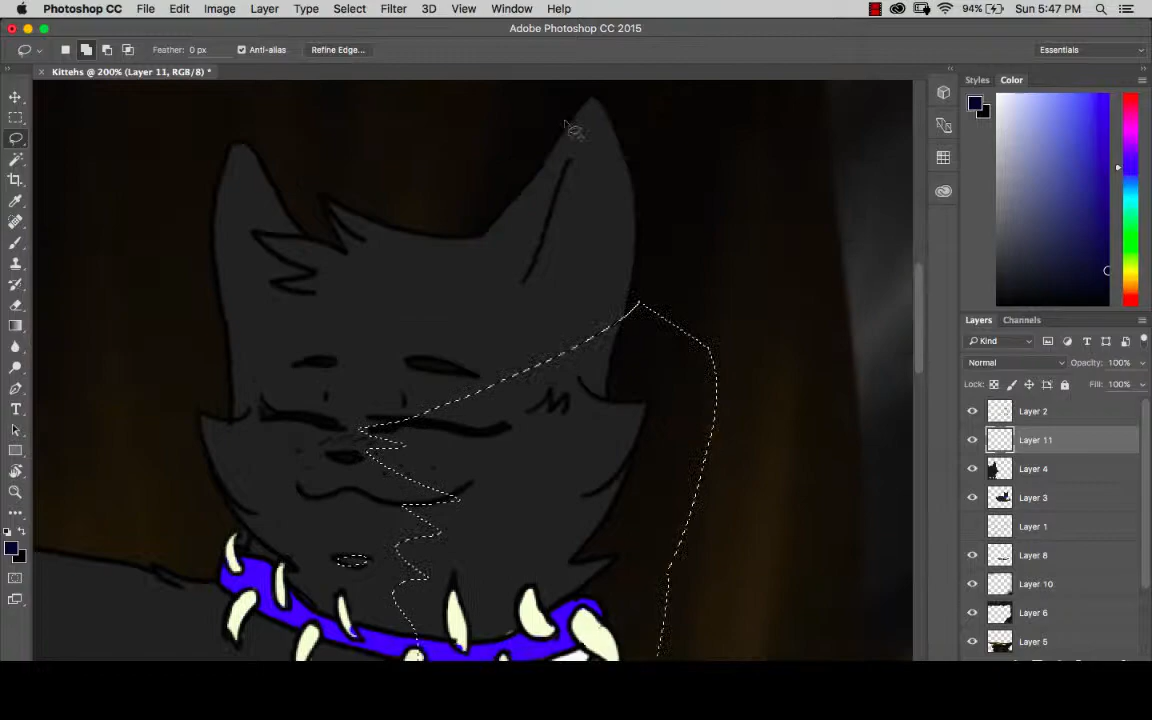 Photoshop CC File Edit Image Layer Type Select Filter 3D View Window Help 94% Sun 5:47 PM
Adobe Photoshop CC 2015
Feather: 0 px Anti-alias Refine Edge... Essentials
Kittehs @ 200% (Layer 11, RGB/8) *
Styles Color
Layers Channels
Kind
Normal Opacity: 100%
Lock: Fill: 100%
Layer 2
Layer 11
Layer 4
Layer 3
Layer 1
Layer 8
Layer 10
Layer 6
Layer 5